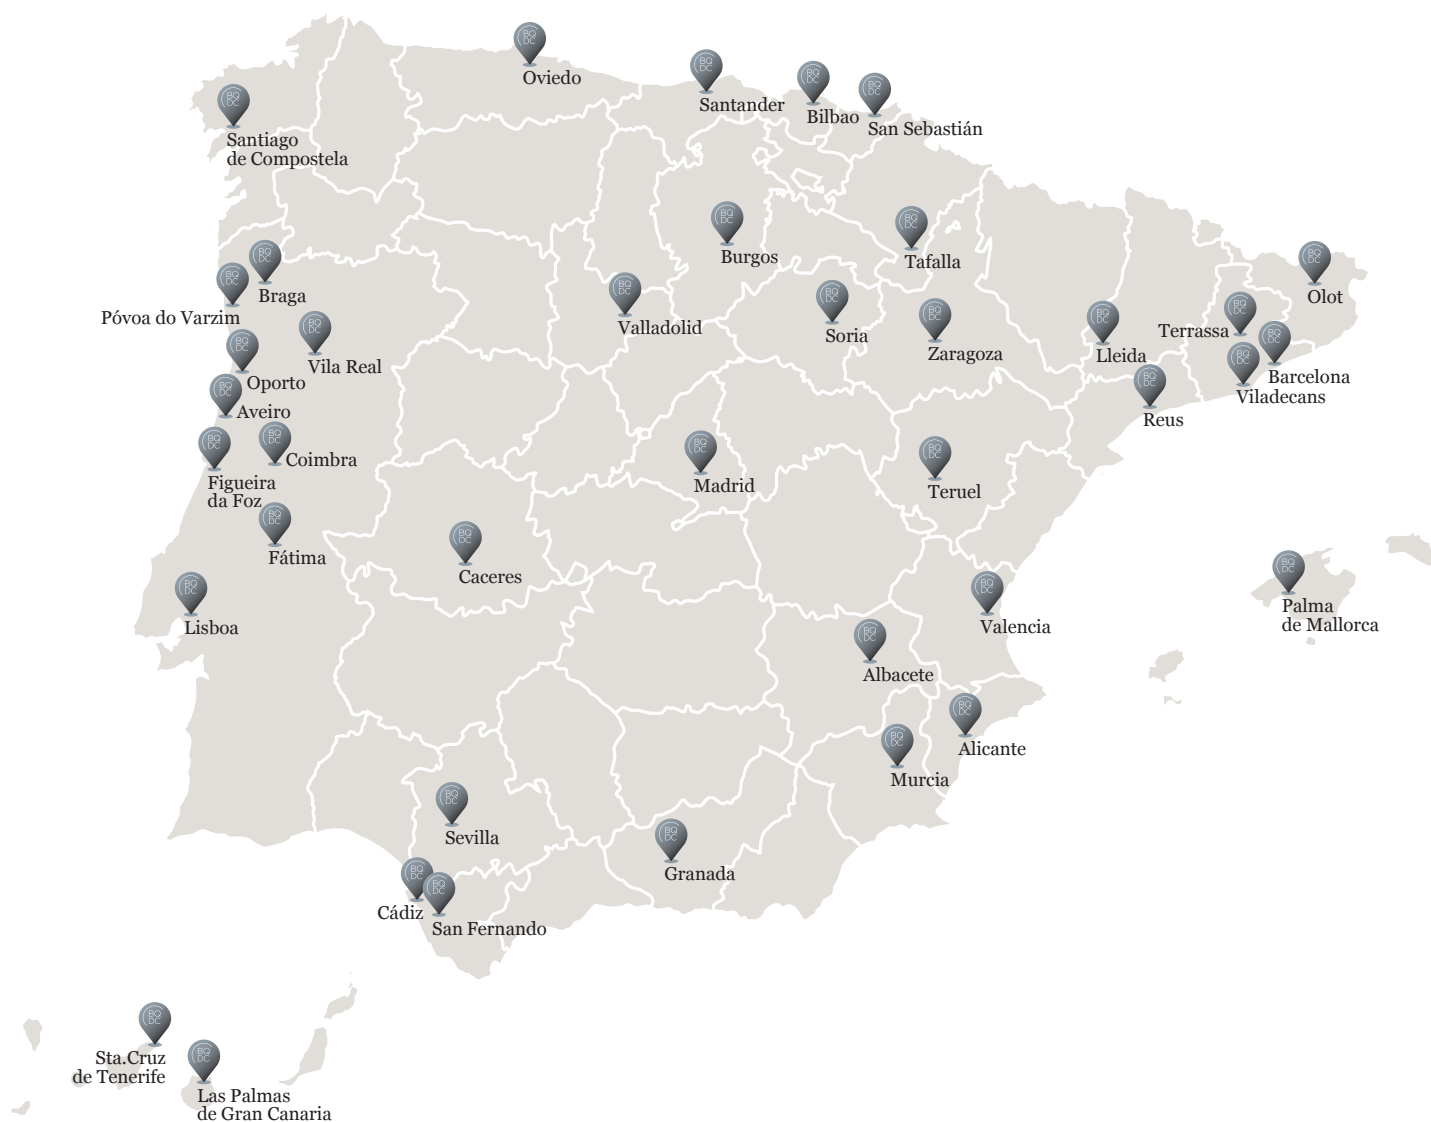 Oviedo
Santander
Bilbao
San Sebastián
Santiago
de Compostela
Burgos
Tafalla
Braga
Olot
Póvoa do Varzim
Valladolid
Soria
Terrassa
Zaragoza
Lleida
Vila Real
Barcelona
Oporto
Viladecans
Aveiro
Reus
Coimbra
Figueira
da Foz
Madrid
Teruel
Fátima
Caceres
Palma
de Mallorca
Lisboa
Valencia
Albacete
Alicante
Murcia
Sevilla
Granada
Cádiz
San Fernando
Sta.Cruz
de Tenerife
Las Palmas
de Gran Canaria